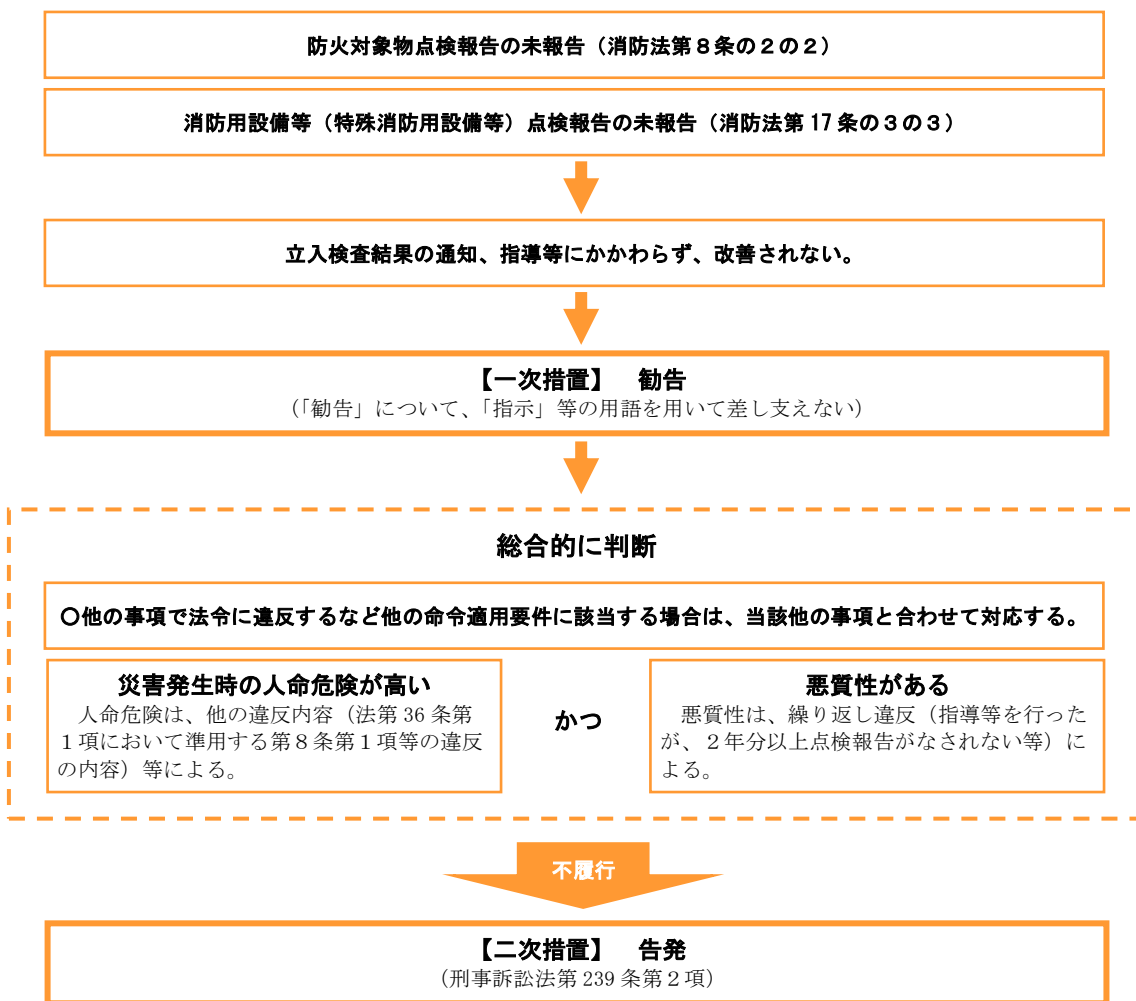 防火対象物点検報告の未報告（消防法第８条の２の２）
消防用設備等（特殊消防用設備等）点検報告の未報告（消防法第 17 条の３の３）
立入検査結果の通知、指導等にかかわらず、改善されない。
【一次措置】　勧告
（「勧告」について、「指示」等の用語を用いて差し支えない）
総合的に判断
〇他の事項で法令に違反するなど他の命令適用要件に該当する場合は、当該他の事項と合わせて対応する。
災害発生時の人命危険が高い
人命危険は、他の違反内容（法第 36 条第
１項において準用する第８条第１項等の違反
の内容）等による。
かつ
悪質性がある
悪質性は、繰り返し違反（指導等を行った
が、２年分以上点検報告がなされない等）に
よる。
不履行
【二次措置】　告発
（刑事訴訟法第 239 条第２項）